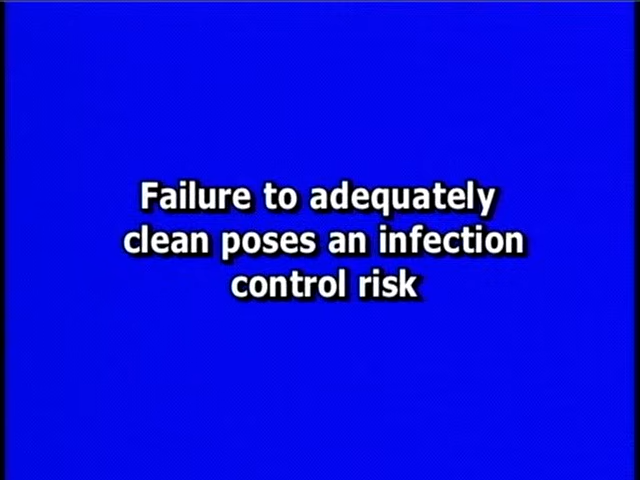 Failure to adequately
clean poses an infection
control risk